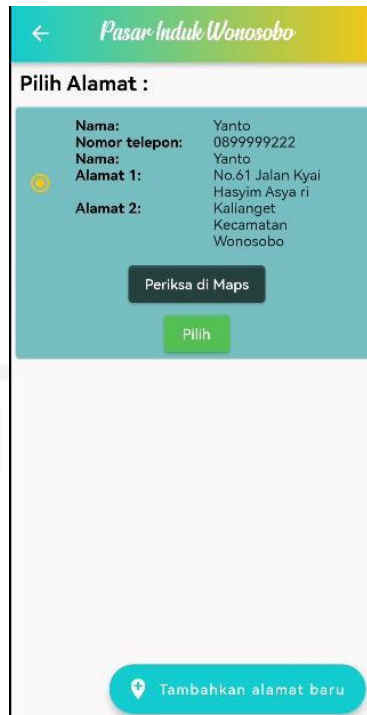 Pasar Induk Wonosobo
Pilih Alamat :
Nama: Yanto
Nomor telepon: 0899999222
Nama: Yanto
Alamat 1: No.61 Jalan Kyai
Hasyim Asya ri
Alamat 2: Kalianget
Kecamatan
Wonosobo
Periksa di Maps
Pilih
Tambahkan alamat baru